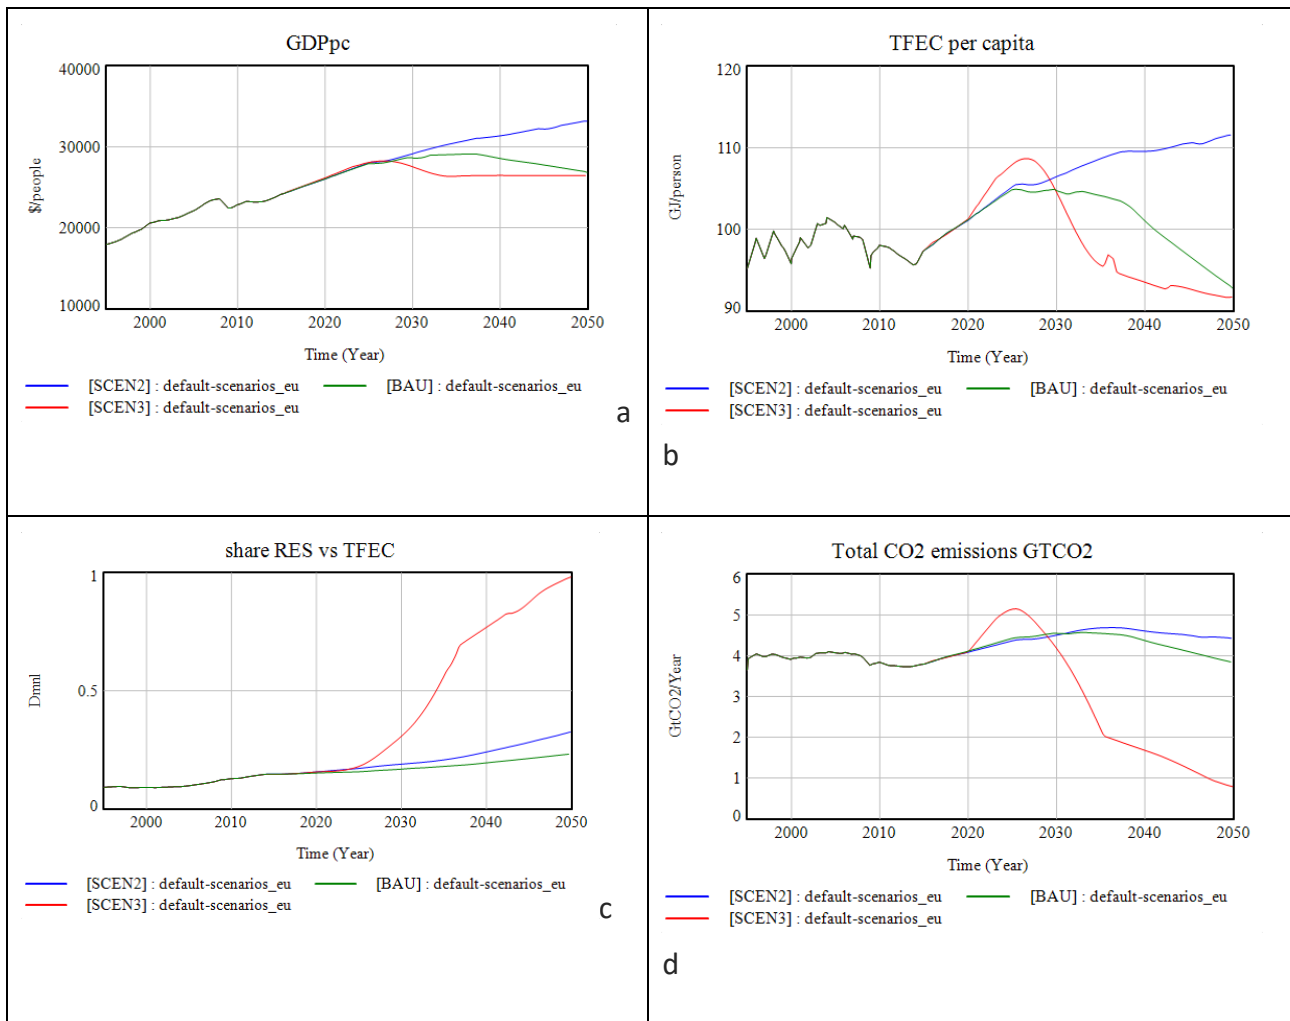 GDPpc
40000
30000
20000
10000
$/people
2000 2010 2020 2030 2040 2050
Time (Year)
[SCEN2] : default-scenarios_eu [BAU] : default-scenarios_eu
[SCEN3] : default-scenarios_eu
a
TFEC per capita
120
110
100
90
GJ/person
2000 2010 2020 2030 2040 2050
Time (Year)
[SCEN2] : default-scenarios_eu [BAU] : default-scenarios_eu
[SCEN3] : default-scenarios_eu
b
share RES vs TFEC
1
0.5
0
Dmnl
2000 2010 2020 2030 2040 2050
Time (Year)
[SCEN2] : default-scenarios_eu [BAU] : default-scenarios_eu
[SCEN3] : default-scenarios_eu
c
Total CO2 emissions GTCO2
6
5
4
3
2
1
0
GtCO2/Year
2000 2010 2020 2030 2040 2050
Time (Year)
[SCEN2] : default-scenarios_eu [BAU] : default-scenarios_eu
[SCEN3] : default-scenarios_eu
d